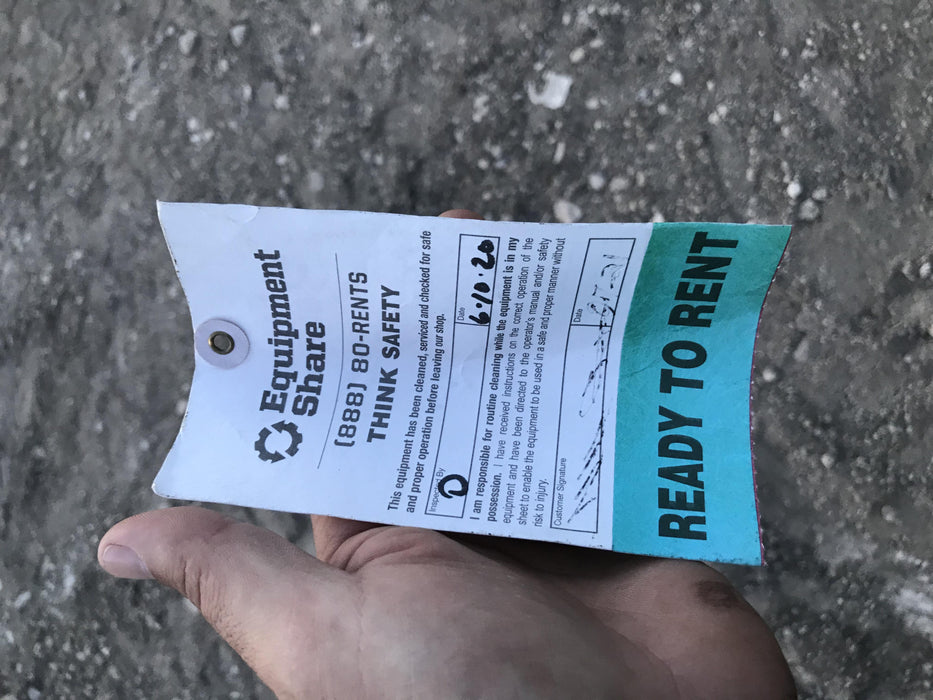 Equipment
Share
(888) 80-RENTS
THINK SAFETY
This equipment has been cleaned, serviced and checked for safe
and proper operation before leaving our shop.
Inspected By
Date
6·10·20
I am responsible for routine cleaning while the equipment is in my
possession. I have received instructions on the correct operation of the
equipment and have been directed to the operator's manual and/or safety
sheet to enable the equipment to be used in a safe and proper manner without
risk to injury.
Customer Signature
Date
READY TO RENT